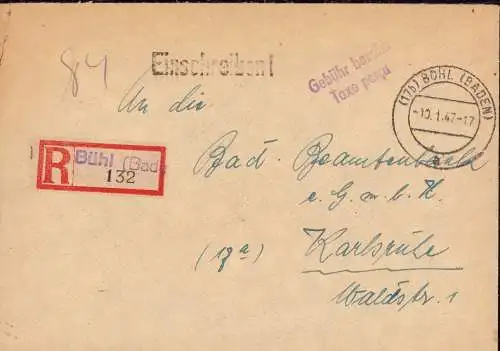 84
Einschreiben!
Gebühr bezahlt
Taxe perçu
(17b) BÜHL (BADEN)
-10.1.47-17
a
An die
R Bühl (Bad
132
Bad. Beamtenbank
e. G. m. b. H.
(17a) Karlsruhe
Waldstr. 1